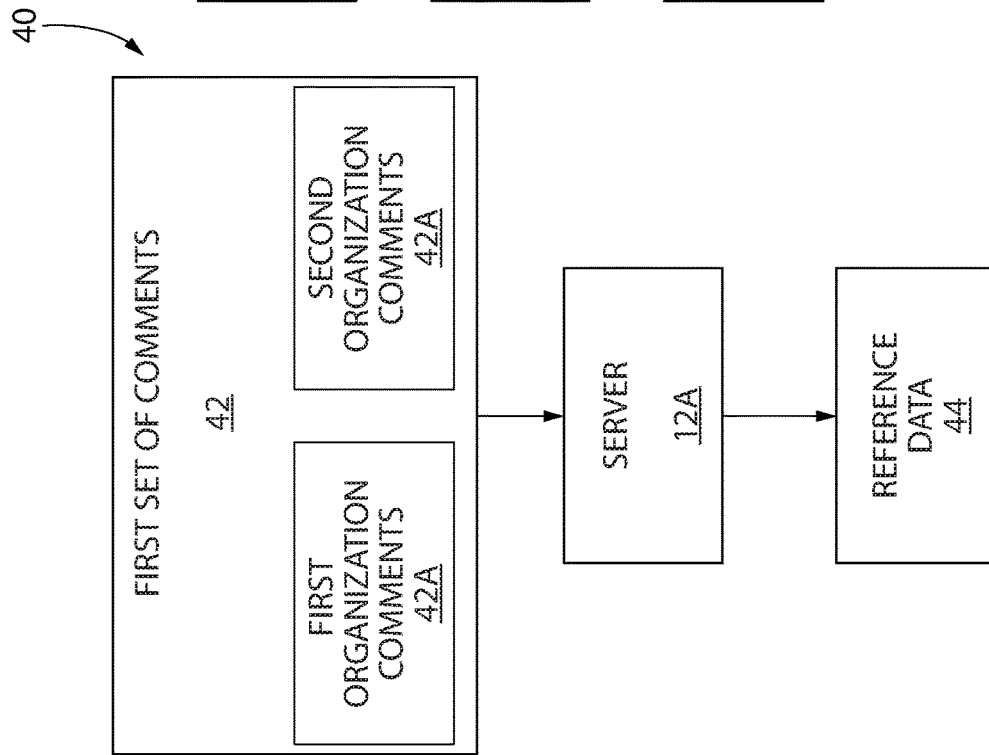 40
FIRST SET OF COMMENTS
42
FIRST
ORGANIZATION
COMMENTS
42A
SECOND
ORGANIZATION
COMMENTS
42A
SERVER
12A
REFERENCE
DATA
44